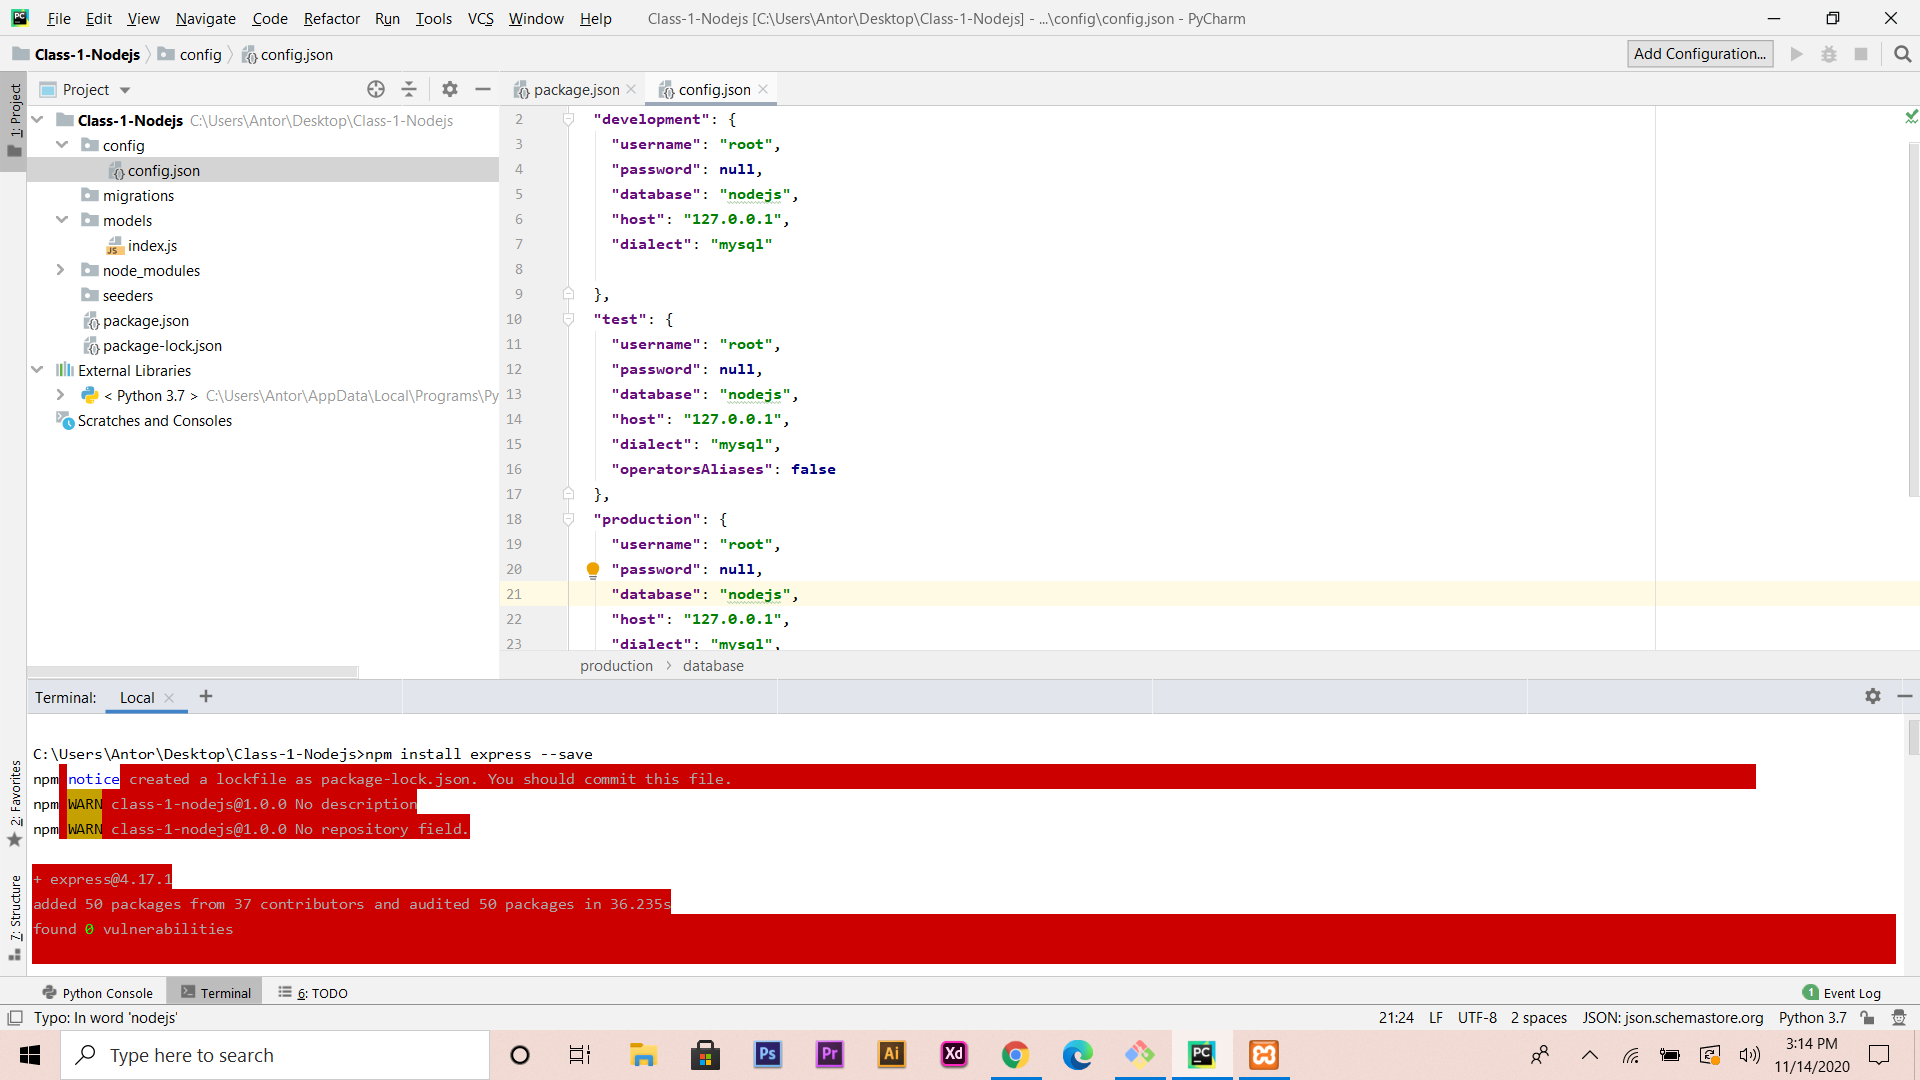 File Edit View Navigate Code Refactor Run Tools VCS Window Help Class-1-Nodejs [C:\Users\Antor\Desktop\Class-1-Nodejs] - ...\config\config.json - PyCharm
Class-1-Nodejs config config.json Add Configuration...
Project package.json config.json
1: Project
Class-1-Nodejs C:\Users\Antor\Desktop\Class-1-Nodejs
config
config.json
migrations
models
index.js
node_modules
seeders
package.json
package-lock.json
External Libraries
< Python 3.7 > C:\Users\Antor\AppData\Local\Programs\Py
Scratches and Consoles
2 "development": {
3 "username": "root",
4 "password": null,
5 "database": "nodejs",
6 "host": "127.0.0.1",
7 "dialect": "mysql"
8
9 },
10 "test": {
11 "username": "root",
12 "password": null,
13 "database": "nodejs",
14 "host": "127.0.0.1",
15 "dialect": "mysql",
16 "operatorsAliases": false
17 },
18 "production": {
19 "username": "root",
20 "password": null,
21 "database": "nodejs",
22 "host": "127.0.0.1",
23 "dialect": "mysql",
production > database
Terminal: Local
C:\Users\Antor\Desktop\Class-1-Nodejs>npm install express --save
npm notice created a lockfile as package-lock.json. You should commit this file.
npm WARN class-1-nodejs@1.0.0 No description
npm WARN class-1-nodejs@1.0.0 No repository field.
+ express@4.17.1
added 50 packages from 37 contributors and audited 50 packages in 36.235s
found 0 vulnerabilities
2: Favorites
7: Structure
Python Console Terminal 6: TODO 1 Event Log
Typo: In word 'nodejs' 21:24 LF UTF-8 2 spaces JSON: json.schemastore.org Python 3.7
Type here to search Ps Pr Ai Xd PC 3:14 PM
11/14/2020